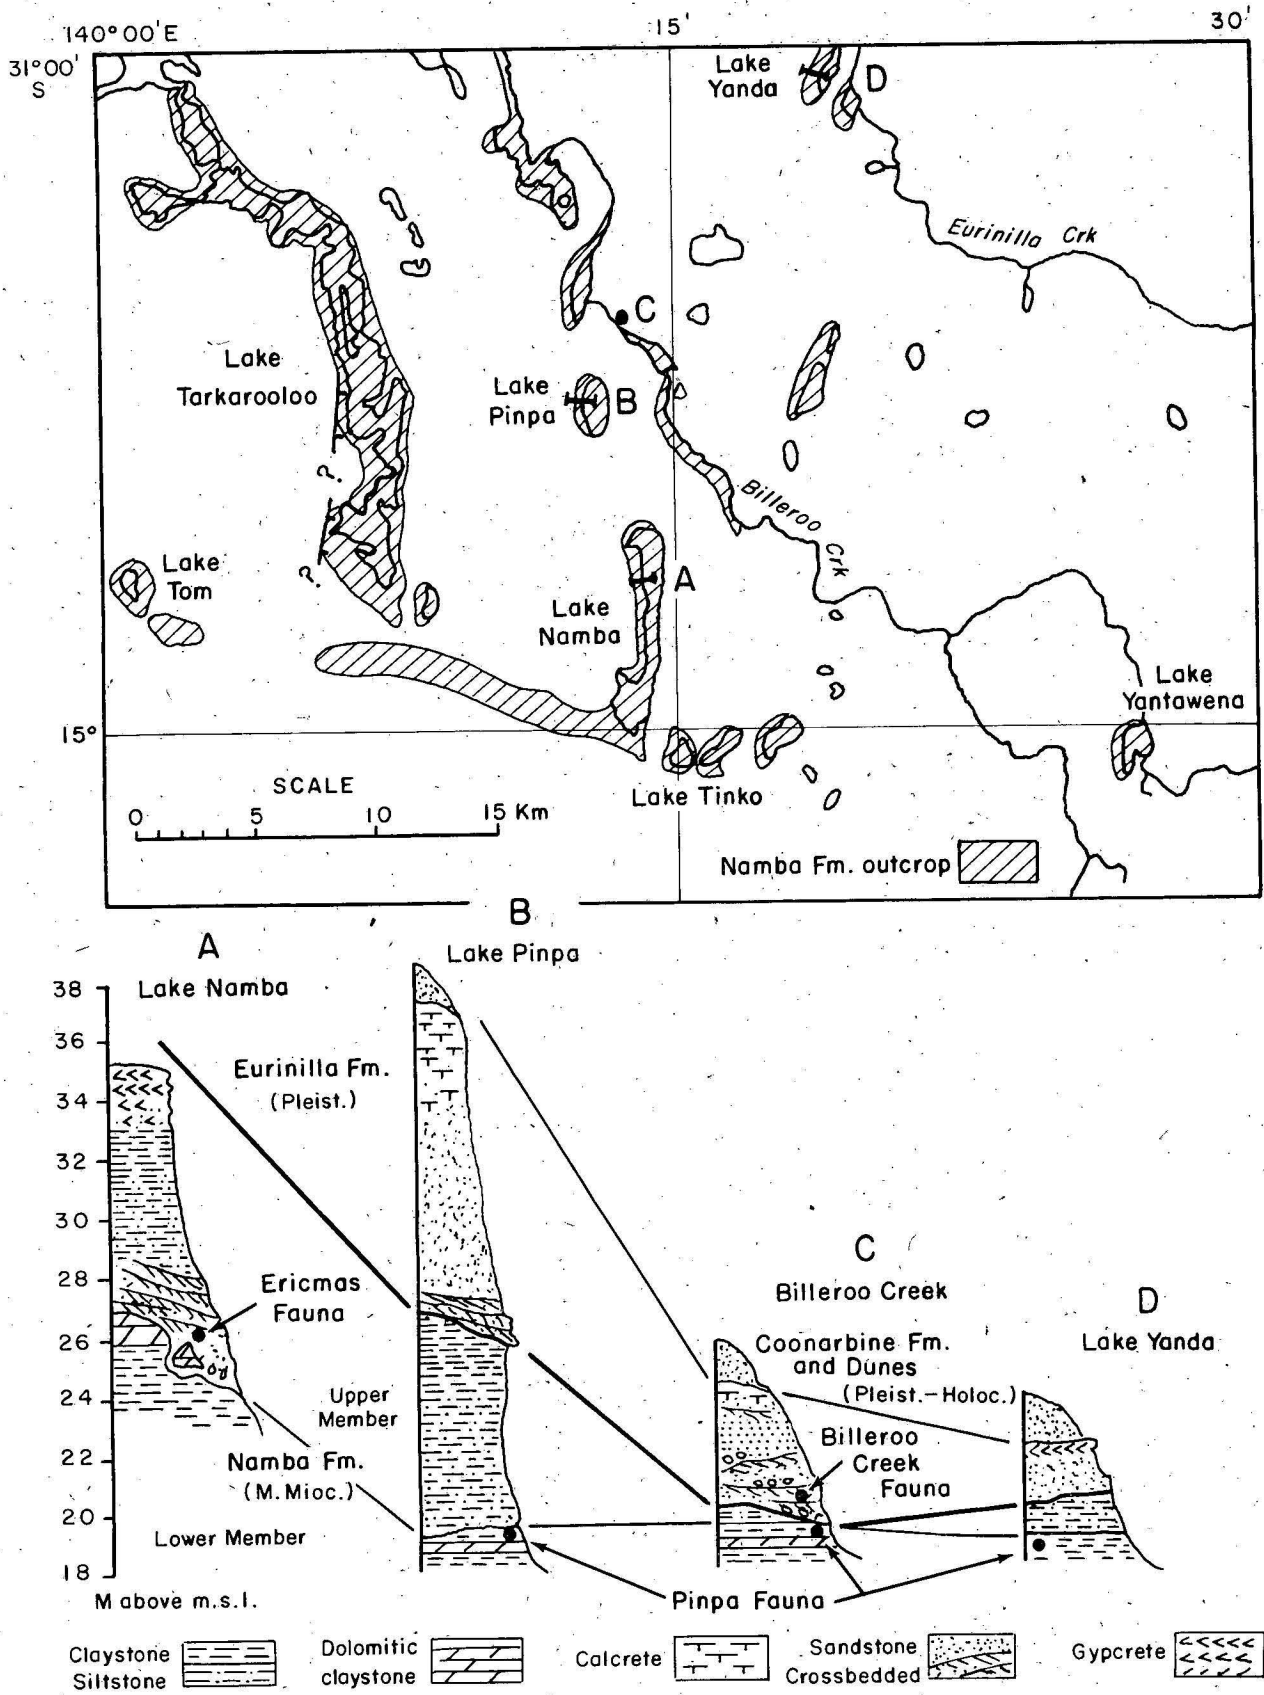 140°00'E
15'
30'
31°00'
S
Lake
Yanda
D
Eurinilla Crk
C
Lake
Tarkarooloo
Lake
Pinpa
B
?
Billeroo Crk
Lake
Tom
?
Lake
Namba
A
Lake
Yantawena
15°
SCALE
0 5 10 15 Km
Lake Tinko
Namba Fm. outcrop
A
Lake Namba
B
Lake Pinpa
38
36
34
32
30
28
26
24
22
20
18
M above m.s.l.
Eurinilla Fm.
(Pleist.)
Ericmas
Fauna
Upper
Member
Namba Fm.
(M. Mioc.)
Lower Member
C
Billeroo Creek
Coonarbine Fm.
and Dunes
(Pleist.-Holoc.)
Billeroo
Creek
Fauna
D
Lake Yanda
Pinpa Fauna
Claystone
Siltstone
Dolomitic
claystone
Calcrete
Sandstone
Crossbedded
Gypcrete